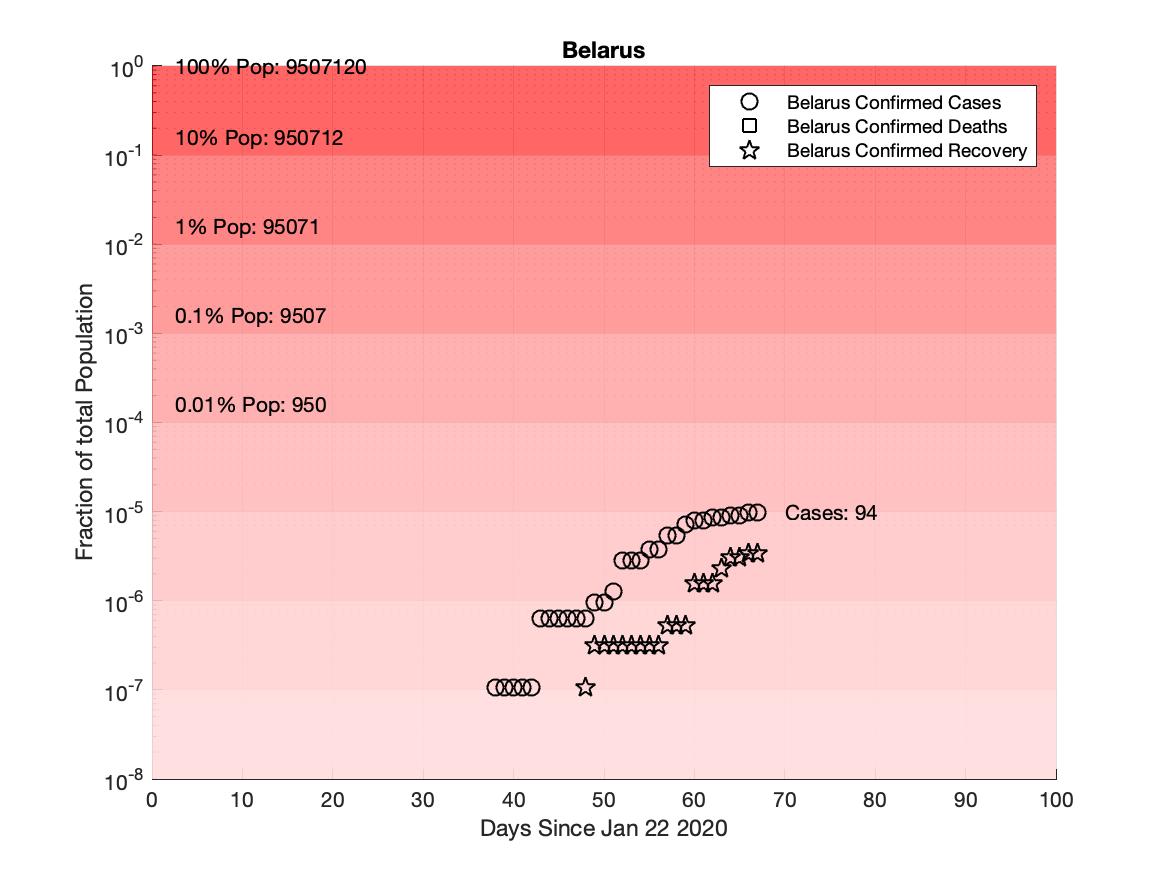 Belarus
10^0
100% Pop: 9507120
Belarus Confirmed Cases
Belarus Confirmed Deaths
Belarus Confirmed Recovery
10% Pop: 950712
10^-1
1% Pop: 95071
10^-2
0.1% Pop: 9507
10^-3
0.01% Pop: 950
10^-4
10^-5
Cases: 94
10^-6
10^-7
10^-8
Fraction of total Population
0 10 20 30 40 50 60 70 80 90 100
Days Since Jan 22 2020